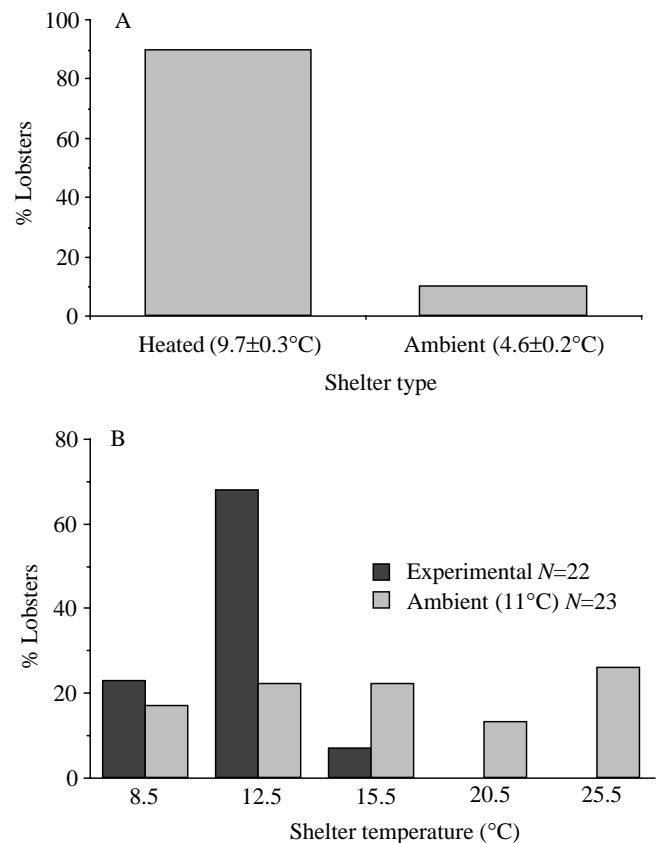 A
100
80
60
40
20
0
% Lobsters
Heated (9.7±0.3°C) Ambient (4.6±0.2°C)
Shelter type
B
80
60
40
20
0
% Lobsters
Experimental N=22
Ambient (11°C) N=23
8.5 12.5 15.5 20.5 25.5
Shelter temperature (°C)